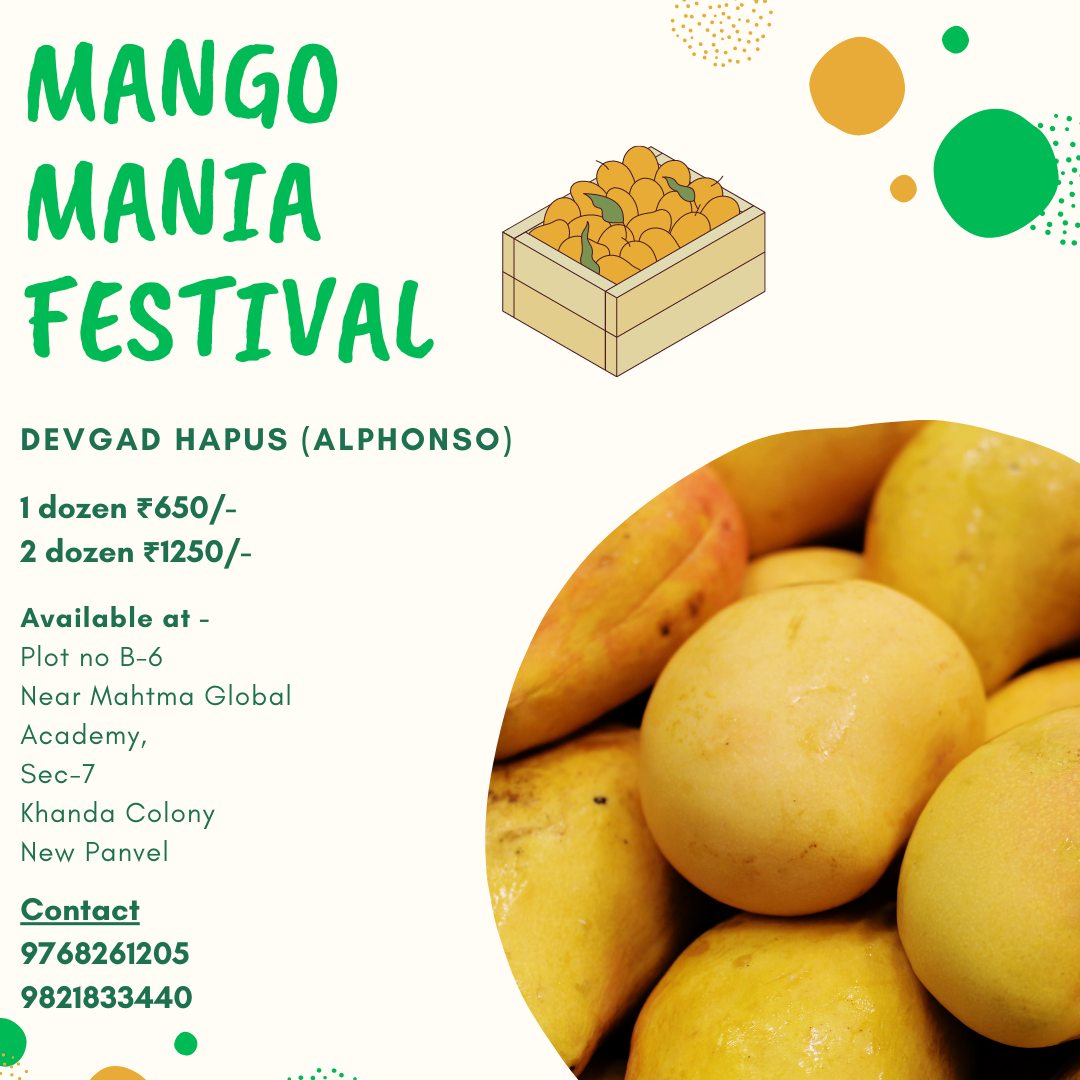 MANGO
MANIA
FESTIVAL
DEVGAD HAPUS (ALPHONSO)
1 dozen ₹650/-
2 dozen ₹1250/-
Available at -
Plot no B-6
Near Mahtma Global
Academy,
Sec-7
Khanda Colony
New Panvel
Contact
9768261205
9821833440